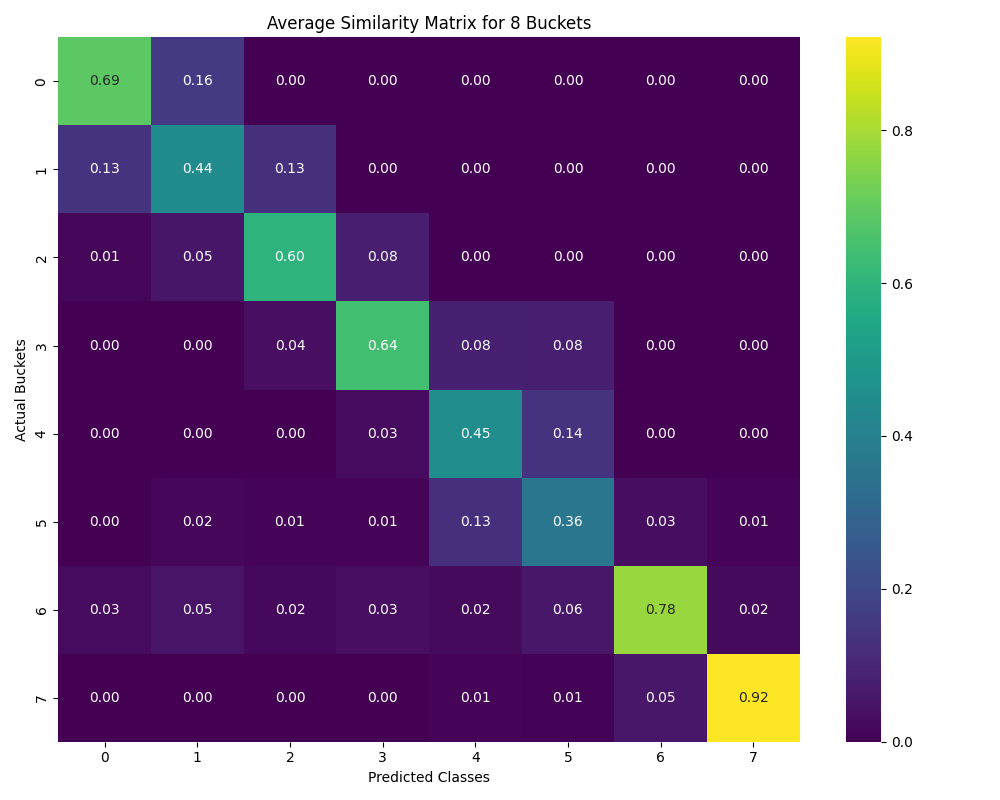 Average Similarity Matrix for 8 Buckets
0 0.69 0.16 0.00 0.00 0.00 0.00 0.00 0.00
1 0.13 0.44 0.13 0.00 0.00 0.00 0.00 0.00
2 0.01 0.05 0.60 0.08 0.00 0.00 0.00 0.00
3 0.00 0.00 0.04 0.64 0.08 0.08 0.00 0.00
4 0.00 0.00 0.00 0.03 0.45 0.14 0.00 0.00
5 0.00 0.02 0.01 0.01 0.13 0.36 0.03 0.01
6 0.03 0.05 0.02 0.03 0.02 0.06 0.78 0.02
7 0.00 0.00 0.00 0.00 0.01 0.01 0.05 0.92
0 1 2 3 4 5 6 7
Predicted Classes
Actual Buckets
0.8
0.6
0.4
0.2
0.0